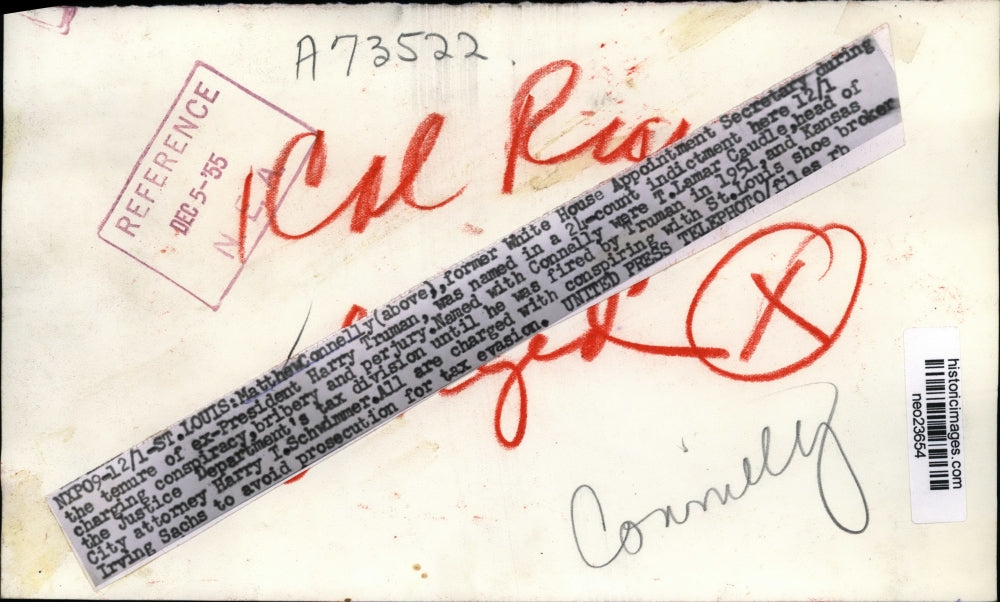 A73522.
REFERENCE
DEC 5-'55
N E A
NXP09-12/1-ST.LOUIS:Matthew Connelly(above),former White House Appointment Secretary during
the tenure of ex-President Harry Truman, was named in a 24-count indictment here 12/1
charging conspiracy,bribery and perjury.Named with Connelly were T.Lamar Caudle,head of
the Justice Department's tax division until he was fired by Truman in 1951,and Kansas
City attorney Harry I.Schwimmer.All are charged with conspiring with St.Louis shoe broker
Irving Sachs to avoid prosecution for tax evasion. UNITED PRESS TELEPHOTO/files rh
X
Connelly
historicimages.com
neo23654